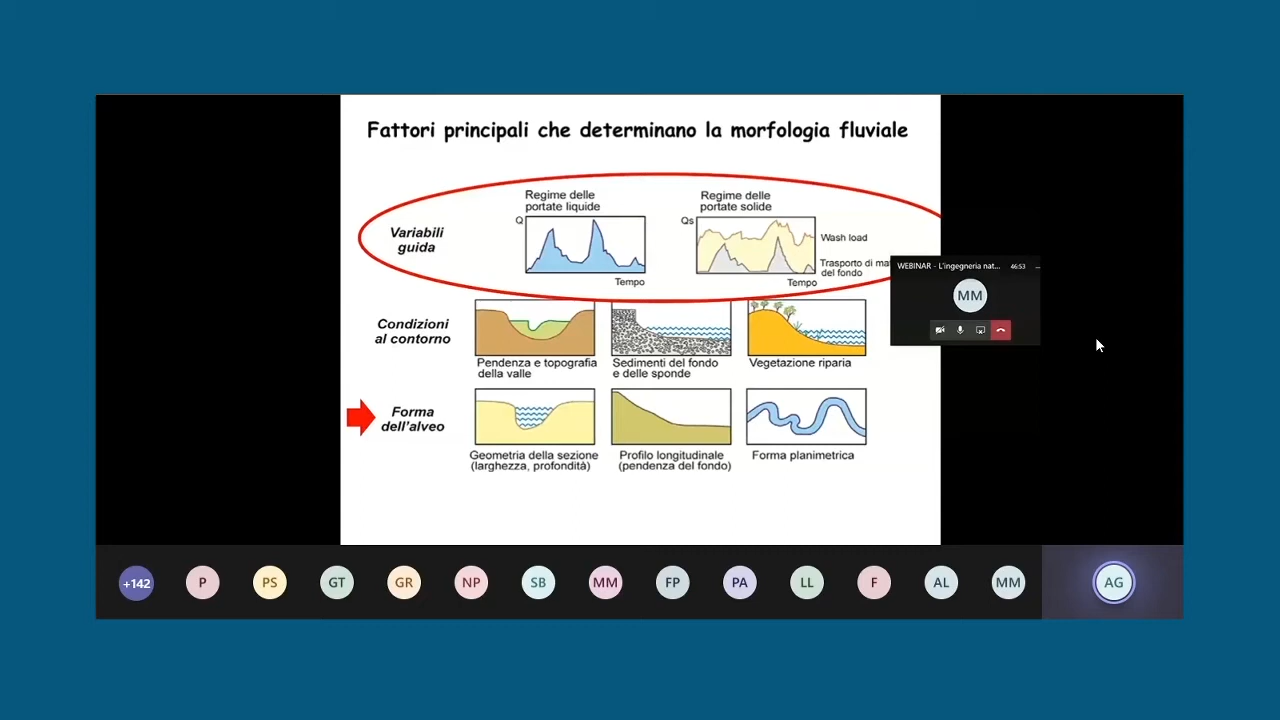 Fattori principali che determinano la morfologia fluviale
Variabili
guida
Regime delle
portate liquide
Q
Tempo
Regime delle
portate solide
Qs
Wash load
Trasporto di
del fondo
Tempo
WEBINAR - L'ingegneria nat...
46:53
MM
Condizioni
al contorno
Pendenza e topografia
della valle
Sedimenti del fondo
e delle sponde
Vegetazione riparia
Forma
dell'alveo
Geometria della sezione
(larghezza, profondità)
Profilo longitudinale
(pendenza del fondo)
Forma planimetrica
+142
P
PS
GT
GR
NP
SB
MM
FP
PA
LL
F
AL
MM
AG